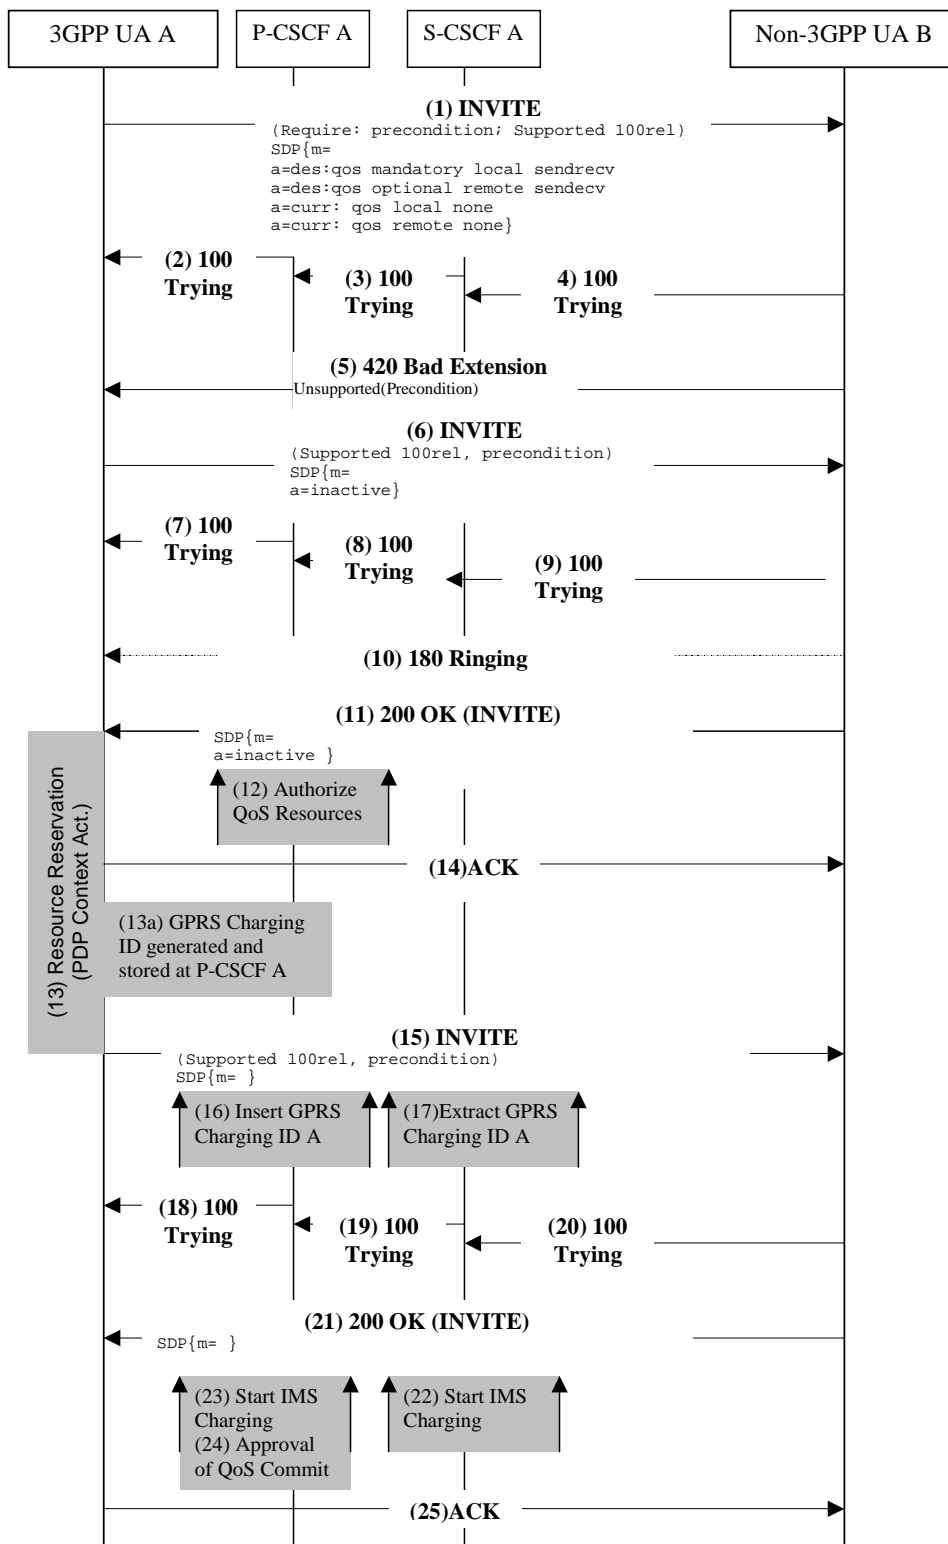 3GPP UA A
P-CSCF A
S-CSCF A
Non-3GPP UA B
(1) INVITE
(Require: precondition; Supported 100rel)
SDP{m=
a=des:qos mandatory local sendrecv
a=des:qos optional remote sendecv
a=curr: qos local none
a=curr: qos remote none}
(2) 100
Trying
(3) 100
Trying
4) 100
Trying
(5) 420 Bad Extension
Unsupported(Precondition)
(6) INVITE
(Supported 100rel, precondition)
SDP{m=
a=inactive}
(7) 100
Trying
(8) 100
Trying
(9) 100
Trying
(10) 180 Ringing
(11) 200 OK (INVITE)
SDP{m=
a=inactive }
(12) Authorize
QoS Resources
(13) Resource Reservation
(PDP Context Act.)
(14)ACK
(13a) GPRS Charging
ID generated and
stored at P-CSCF A
(15) INVITE
(Supported 100rel, precondition)
SDP{m= }
(16) Insert GPRS
Charging ID A
(17)Extract GPRS
Charging ID A
(18) 100
Trying
(19) 100
Trying
(20) 100
Trying
(21) 200 OK (INVITE)
SDP{m= }
(23) Start IMS
Charging
(24) Approval
of QoS Commit
(22) Start IMS
Charging
(25)ACK